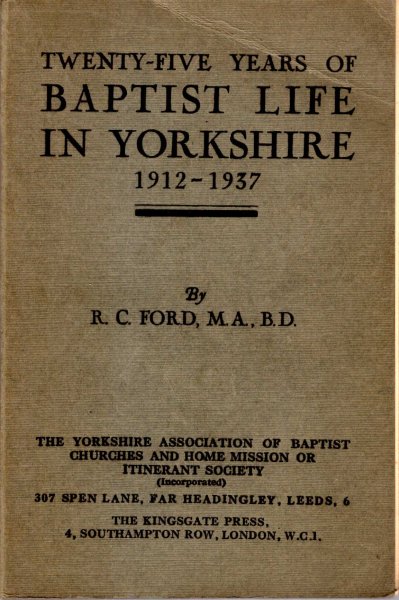 TWENTY-FIVE YEARS OF
BAPTIST LIFE
IN YORKSHIRE
1912-1937
By
R. C. FORD, M.A., B.D.
THE YORKSHIRE ASSOCIATION OF BAPTIST
CHURCHES AND HOME MISSION OR
ITINERANT SOCIETY
(Incorporated)
307 SPEN LANE, FAR HEADINGLEY, LEEDS, 6
THE KINGSGATE PRESS,
4, SOUTHAMPTON ROW, LONDON, W.C.1.